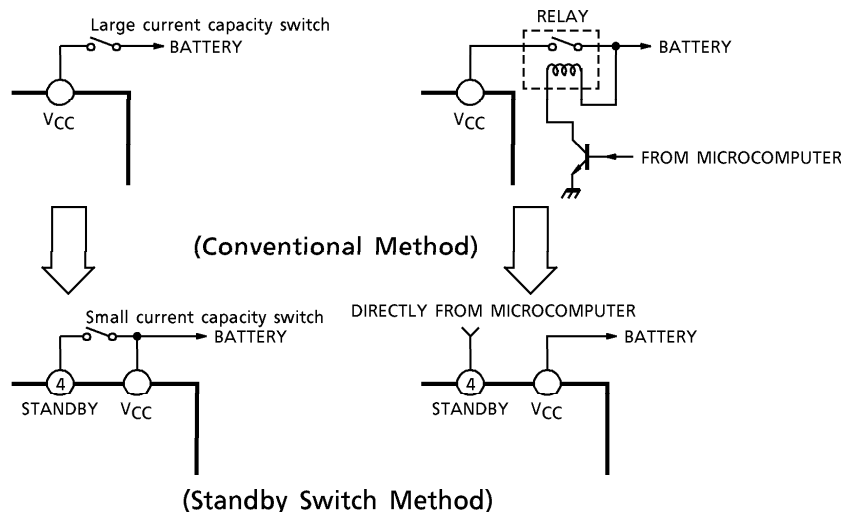 Large current capacity switch
BATTERY
VCC
RELAY
BATTERY
VCC
FROM MICROCOMPUTER
(Conventional Method)
Small current capacity switch
BATTERY
4
STANDBY
VCC
DIRECTLY FROM MICROCOMPUTER
BATTERY
4
STANDBY
VCC
(Standby Switch Method)